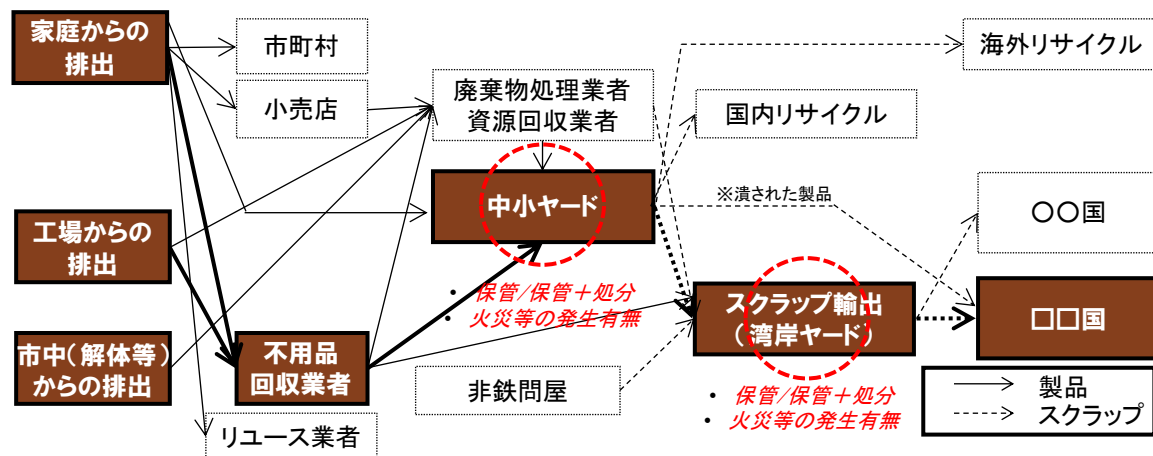 家庭からの
排出
市町村
小売店
廃棄物処理業者
資源回収業者
海外リサイクル
国内リサイクル
中小ヤード
※潰された製品
〇〇国
工場からの
排出
• 保管/保管＋処分
• 火災等の発生有無
スクラップ輸出
（湾岸ヤード）
□□国
市中（解体等）
からの排出
不用品
回収業者
非鉄問屋
• 保管/保管＋処分
• 火災等の発生有無
製品
スクラップ
リユース業者